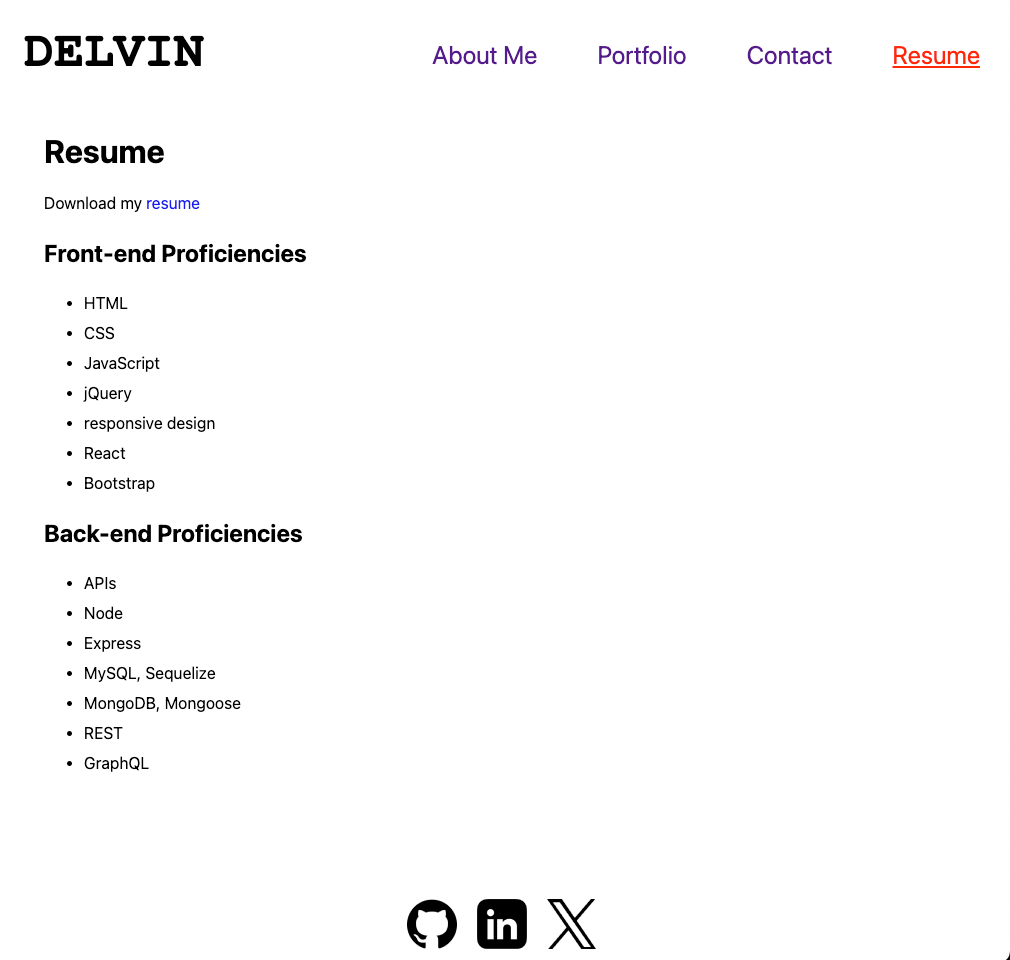 DELVIN
About Me Portfolio Contact Resume
Resume
Download my resume
Front-end Proficiencies
• HTML
• CSS
• JavaScript
• jQuery
• responsive design
• React
• Bootstrap
Back-end Proficiencies
• APIs
• Node
• Express
• MySQL, Sequelize
• MongoDB, Mongoose
• REST
• GraphQL
in